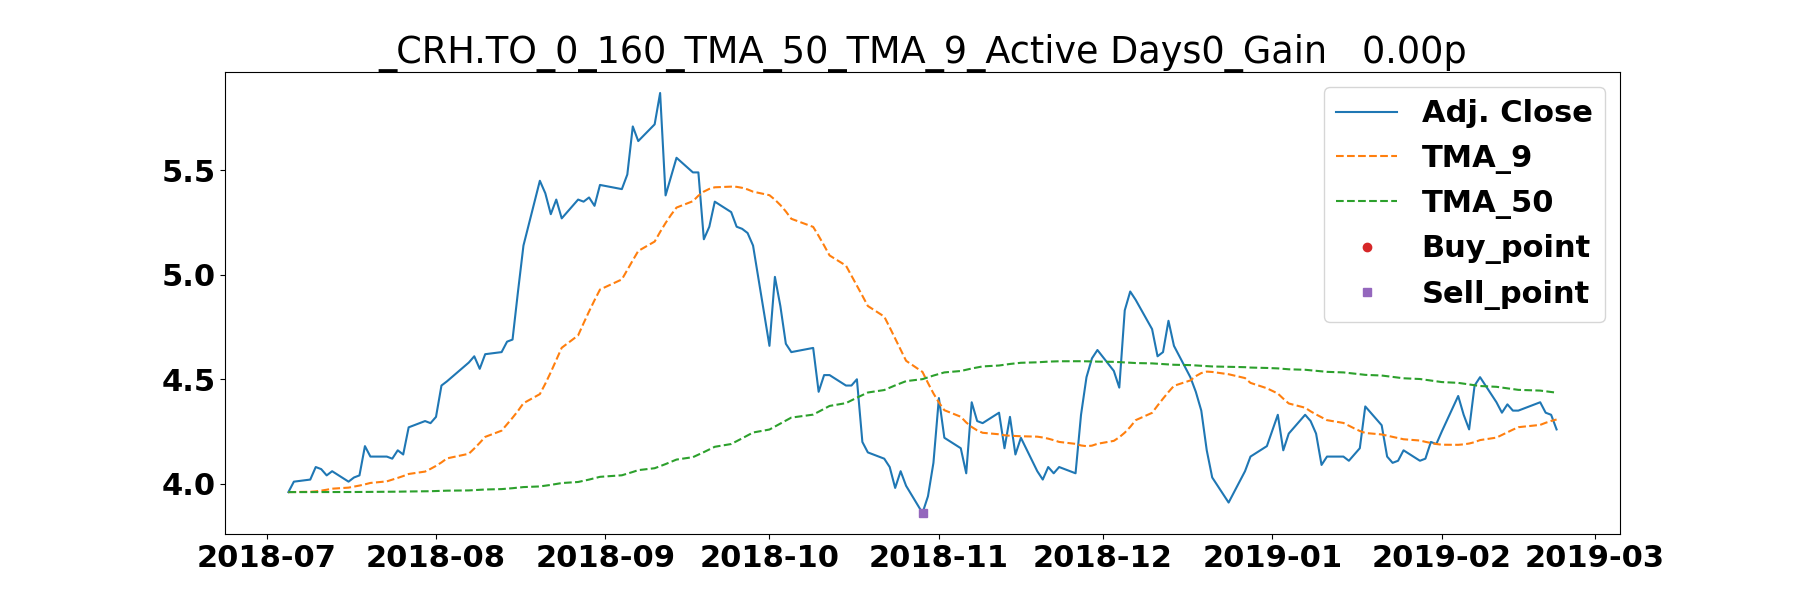 _CRH.TO_0_160_TMA_50_TMA_9_Active Days0_Gain   0.00p
Adj. Close
TMA_9
TMA_50
Buy_point
Sell_point
5.5
5.0
4.5
4.0
2018-07 2018-08 2018-09 2018-10 2018-11 2018-12 2019-01 2019-02 2019-03